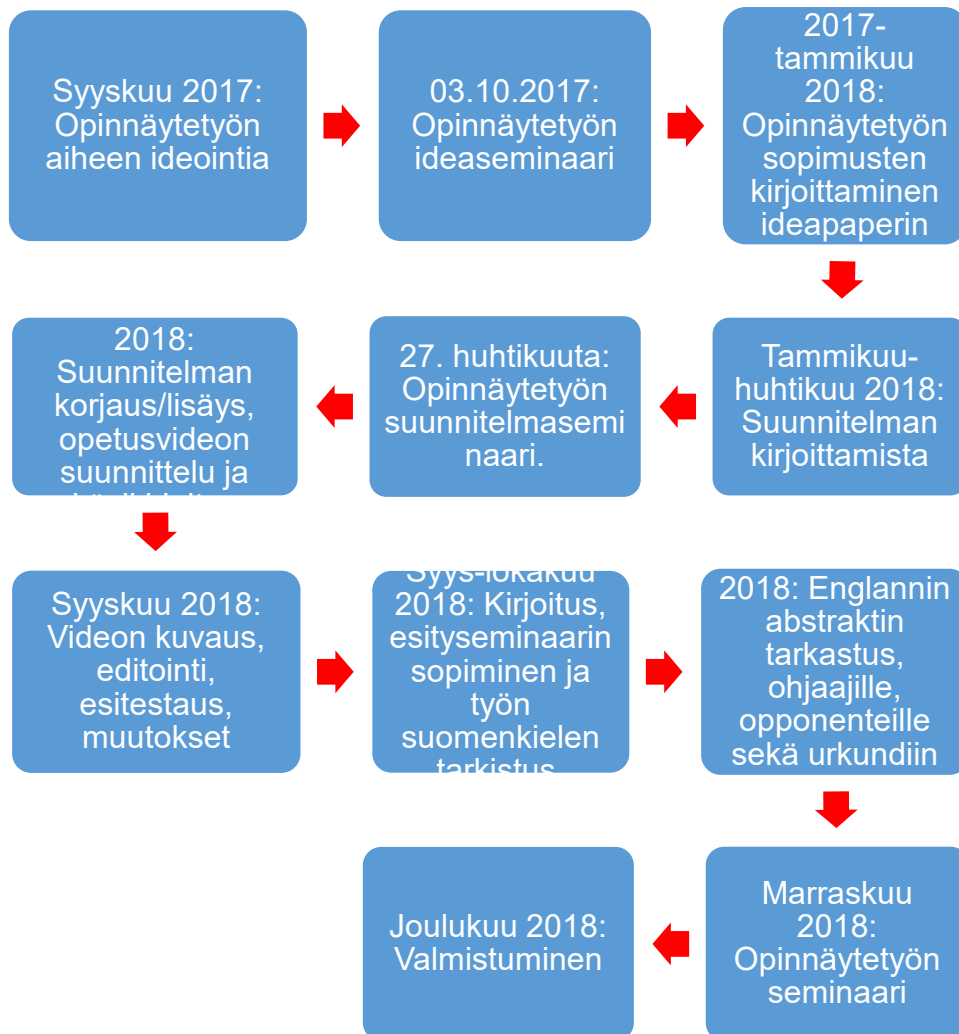 Syyskuu 2017:
Opinnäytetyön
aiheen ideointia
03.10.2017:
Opinnäytetyön
ideaseminaari
2017-
tammikuu
2018:
Opinnäytetyön
sopimusten
kirjoittaminen
ideapaperin
Tammikuu-
huhtikuu 2018:
Suunnitelman
kirjoittamista
27. huhtikuuta:
Opinnäytetyön
suunnitelmasemi
naari.
2018:
Suunnitelman
korjaus/lisäys,
opetusvideon
suunnittelu ja
Syyskuu 2018:
Videon kuvaus,
editointi,
esitestaus,
muutokset
Syys-lokakuu
2018: Kirjoitus,
esityseminaarin
sopiminen ja
työn
suomenkielen
tarkistus.
2018: Englannin
abstraktin
tarkastus,
ohjaajille,
opponenteille
sekä urkundiin
Marraskuu
2018:
Opinnäytetyön
seminaari
Joulukuu 2018:
Valmistuminen